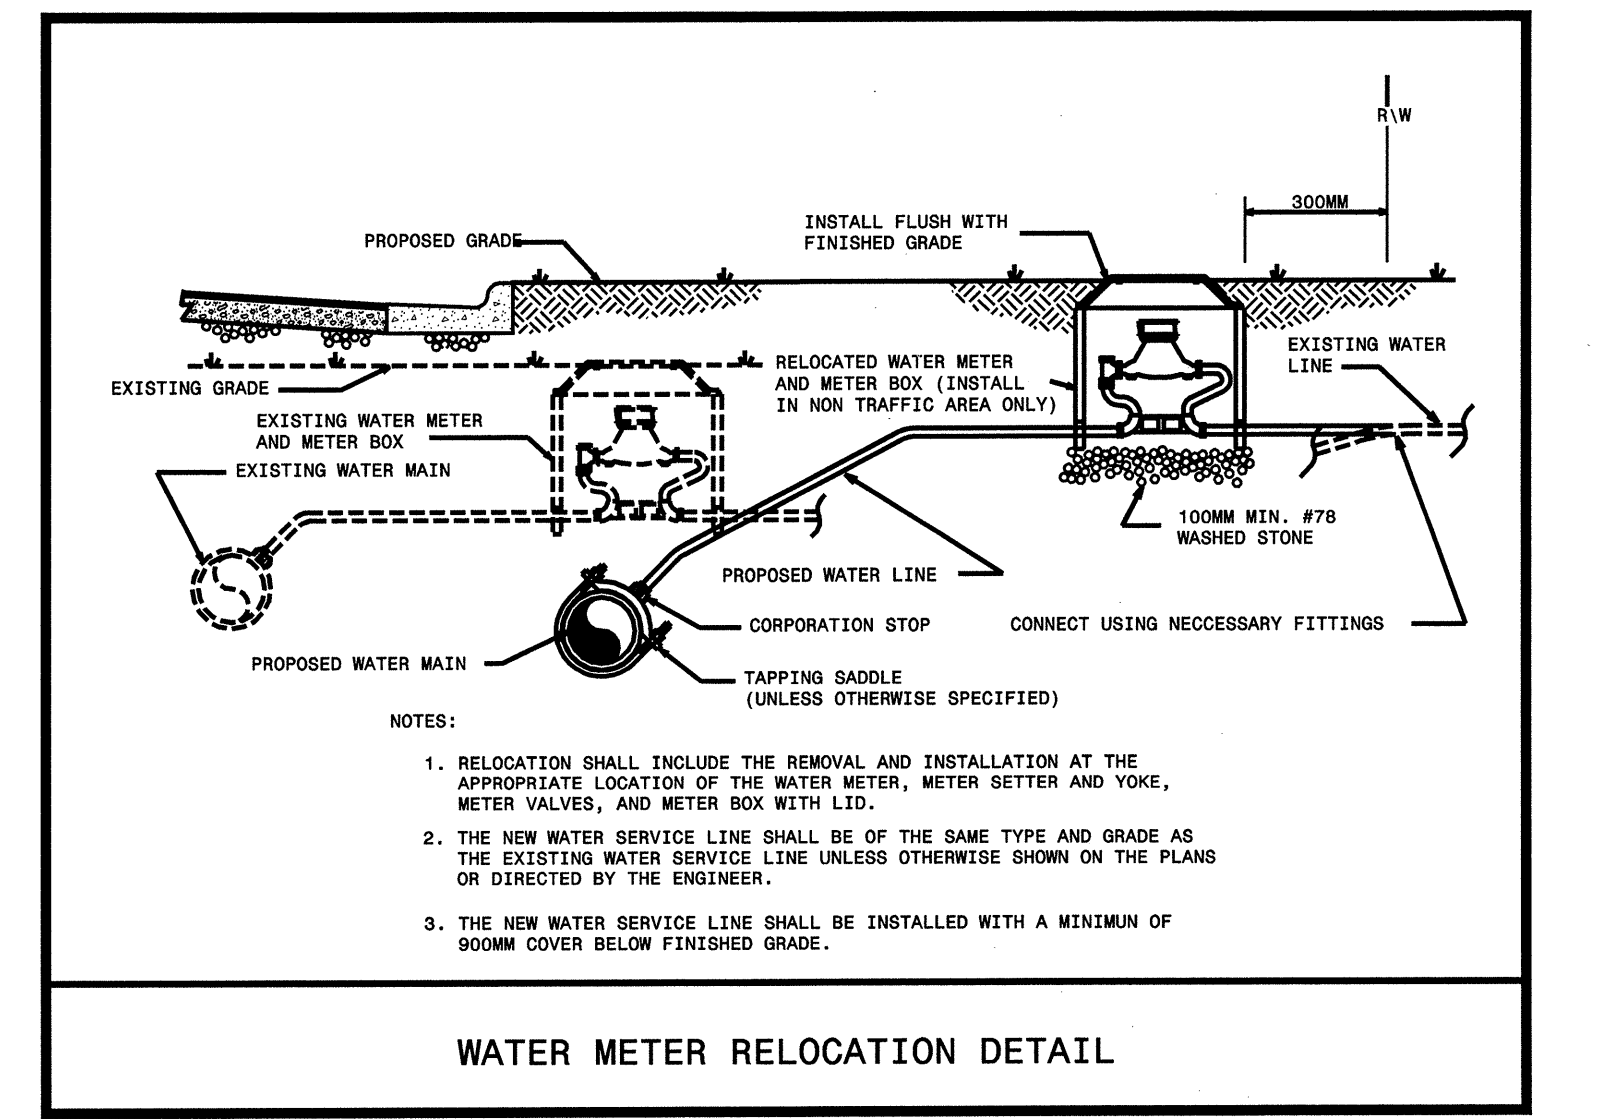 R\W
300MM
INSTALL FLUSH WITH
FINISHED GRADE
PROPOSED GRADE
EXISTING WATER
LINE
RELOCATED WATER METER
AND METER BOX (INSTALL
IN NON TRAFFIC AREA ONLY)
EXISTING GRADE
EXISTING WATER METER
AND METER BOX
EXISTING WATER MAIN
100MM MIN. #78
WASHED STONE
PROPOSED WATER LINE
CORPORATION STOP
CONNECT USING NECCESSARY FITTINGS
PROPOSED WATER MAIN
TAPPING SADDLE
(UNLESS OTHERWISE SPECIFIED)
NOTES:
1. RELOCATION SHALL INCLUDE THE REMOVAL AND INSTALLATION AT THE
APPROPRIATE LOCATION OF THE WATER METER, METER SETTER AND YOKE,
METER VALVES, AND METER BOX WITH LID.
2. THE NEW WATER SERVICE LINE SHALL BE OF THE SAME TYPE AND GRADE AS
THE EXISTING WATER SERVICE LINE UNLESS OTHERWISE SHOWN ON THE PLANS
OR DIRECTED BY THE ENGINEER.
3. THE NEW WATER SERVICE LINE SHALL BE INSTALLED WITH A MINIMUN OF
900MM COVER BELOW FINISHED GRADE.
WATER METER RELOCATION DETAIL